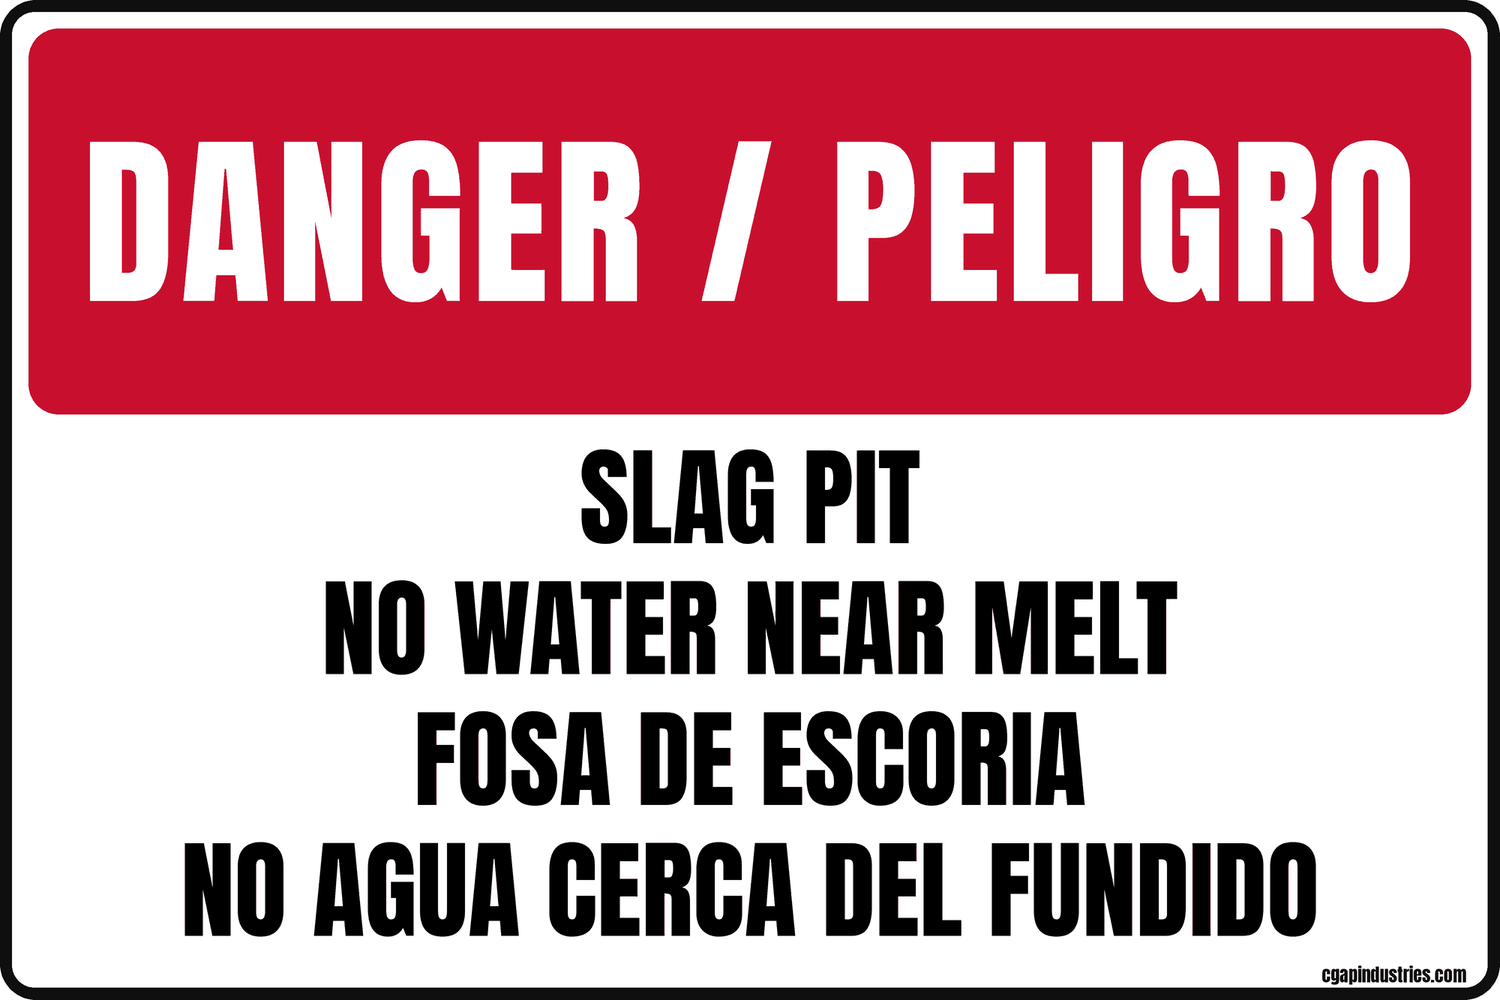 DANGER / PELIGRO
SLAG PIT
NO WATER NEAR MELT
FOSA DE ESCORIA
NO AGUA CERCA DEL FUNDIDO
cgapindustries.com